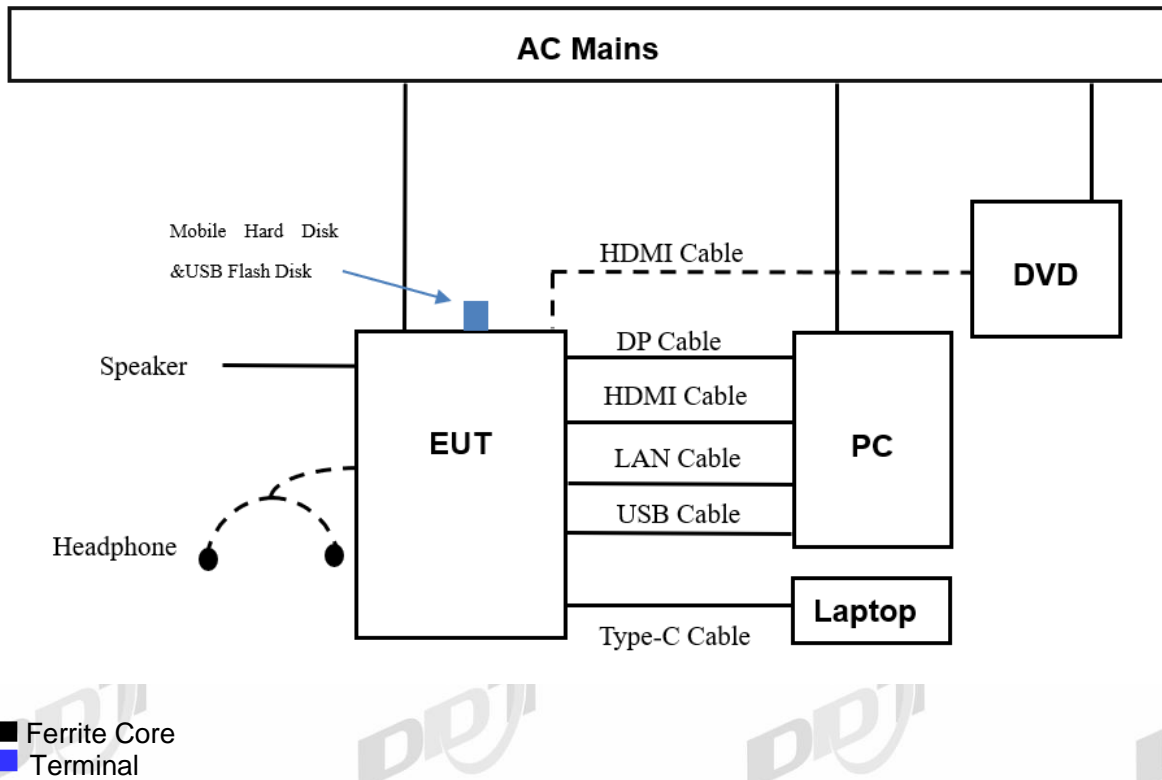 AC Mains
Mobile Hard Disk
&USB Flash Disk
HDMI Cable
DVD
DP Cable
Speaker
HDMI Cable
EUT
PC
LAN Cable
USB Cable
Headphone
Laptop
Type-C Cable
Ferrite Core
Terminal